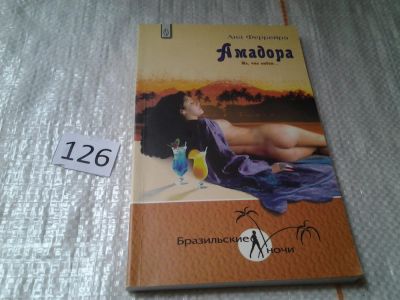 126
Ана Феррейра
Амадора
Бразильские
ночи